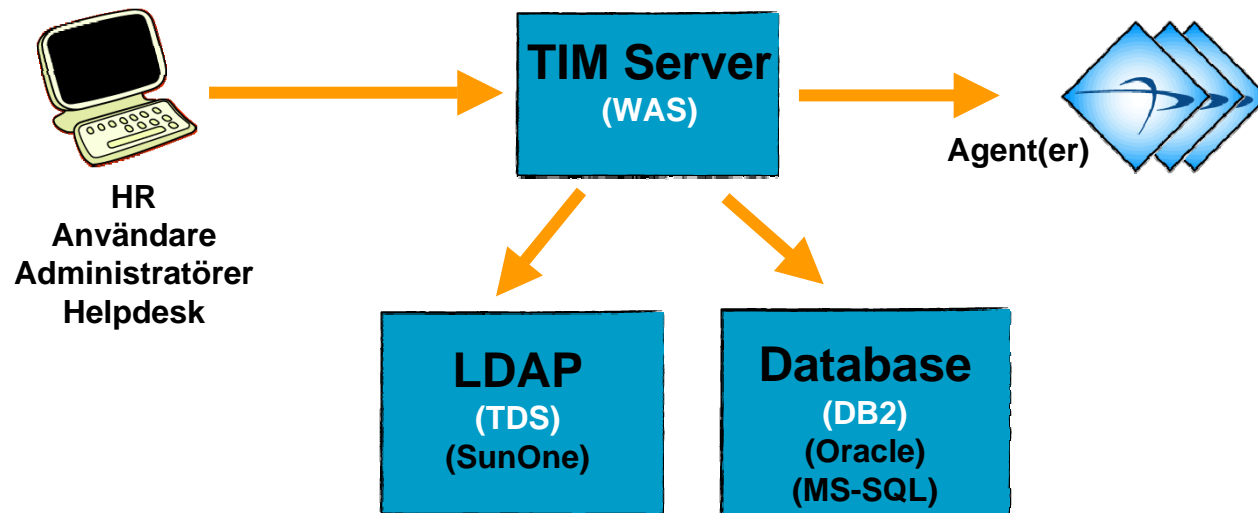 TIM Server
(WAS)
Agent(er)
HR
Användare
Administratörer
Helpdesk
LDAP
(TDS)
(SunOne)
Database
(DB2)
(Oracle)
(MS-SQL)